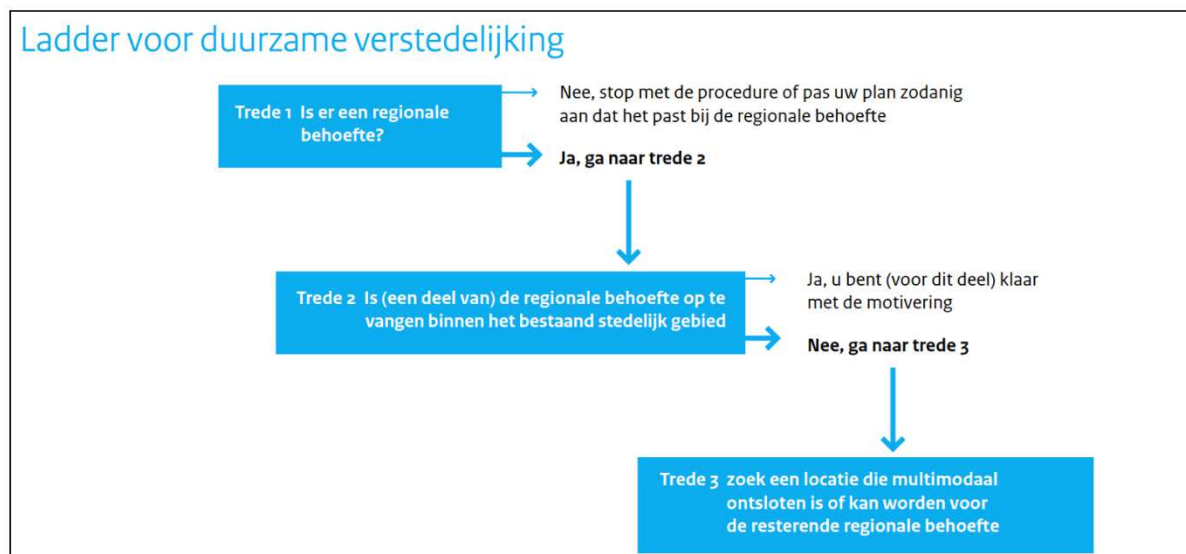 Ladder voor duurzame verstedelijking
Trede 1 Is er een regionale
behoefte?
Nee, stop met de procedure of pas uw plan zodanig
aan dat het past bij de regionale behoefte
Ja, ga naar trede 2
Trede 2 Is (een deel van) de regionale behoefte op te
vangen binnen het bestaand stedelijk gebied
Ja, u bent (voor dit deel) klaar
met de motivering
Nee, ga naar trede 3
Trede 3 zoek een locatie die multimodaal
ontsloten is of kan worden voor
de resterende regionale behoefte